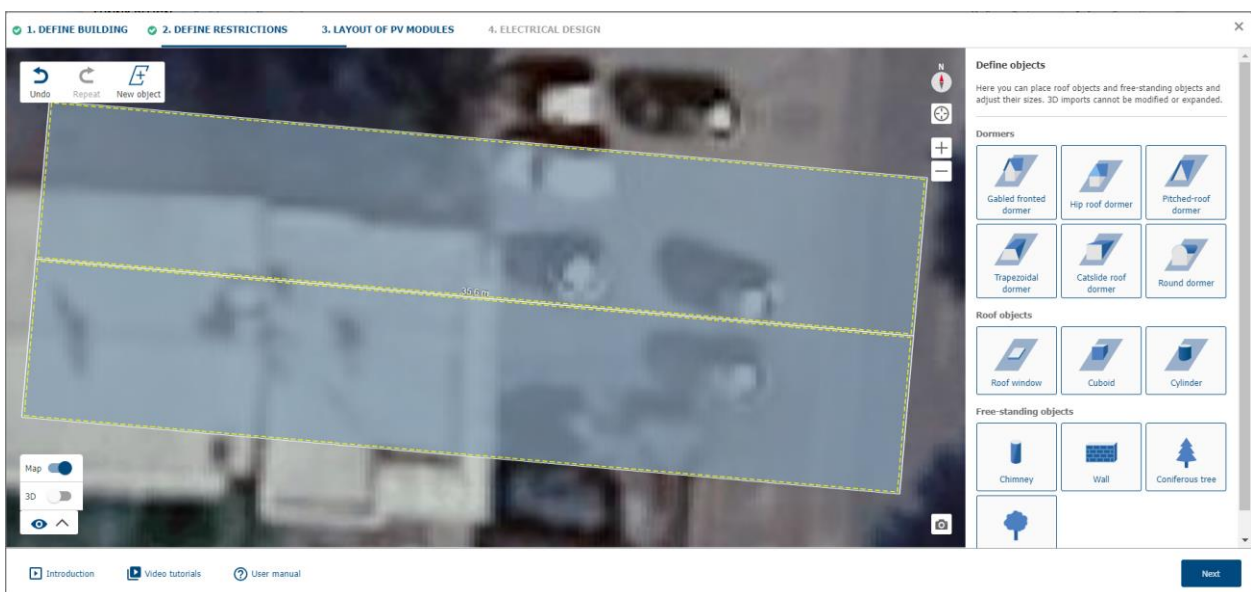 1. DEFINE BUILDING
2. DEFINE RESTRICTIONS
3. LAYOUT OF PV MODULES
4. ELECTRICAL DESIGN
Undo
Repeat
New object
N
Map
3D
Define objects
Here you can place roof objects and free-standing objects and
adjust their sizes. 3D imports cannot be modified or expanded.
Dormers
Gabled fronted
dormer
Hip roof dormer
Pitched-roof
dormer
Trapezoidal
dormer
Catslide roof
dormer
Round dormer
Roof objects
Roof window
Cuboid
Cylinder
Free-standing objects
Chimney
Wall
Coniferous tree
Introduction
Video tutorials
User manual
Next